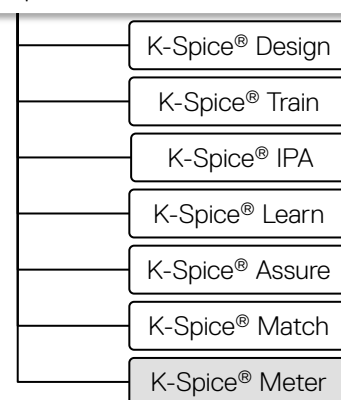 K-Spice® Design
K-Spice® Train
K-Spice® IPA
K-Spice® Learn
K-Spice® Assure
K-Spice® Match
K-Spice® Meter